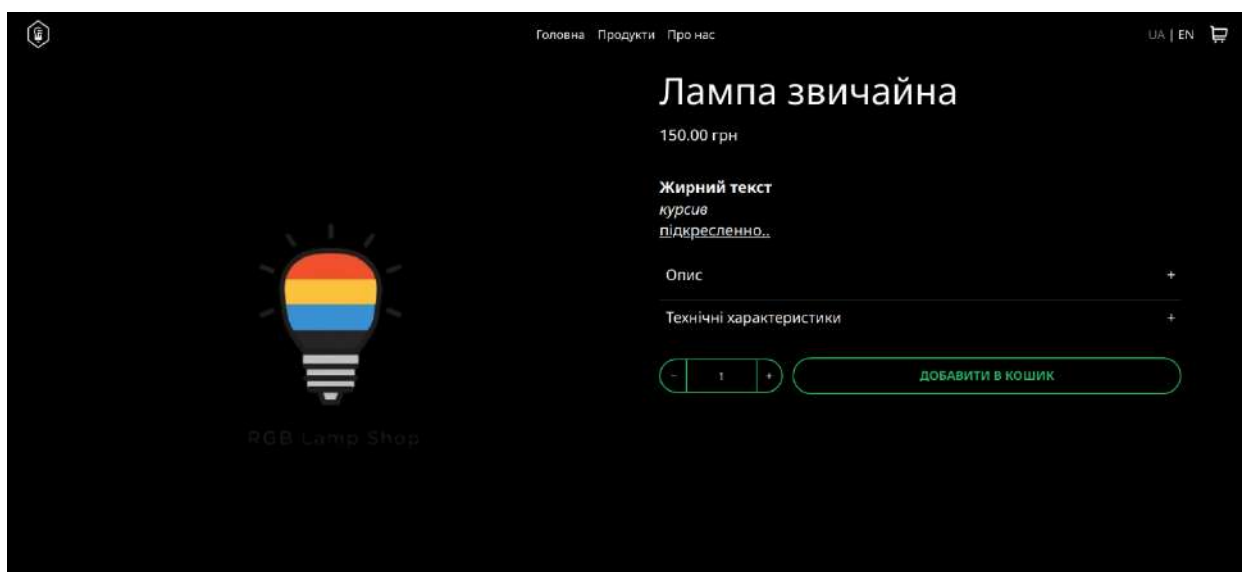 Головна Продукти Про нас
UA | EN
Лампа звичайна
150.00 грн
Жирний текст
курсив
підкресленно..
Опис +
Технічні характеристики +
- 1 +
ДОБАВИТИ В КОШИК
RGB Lamp Shop